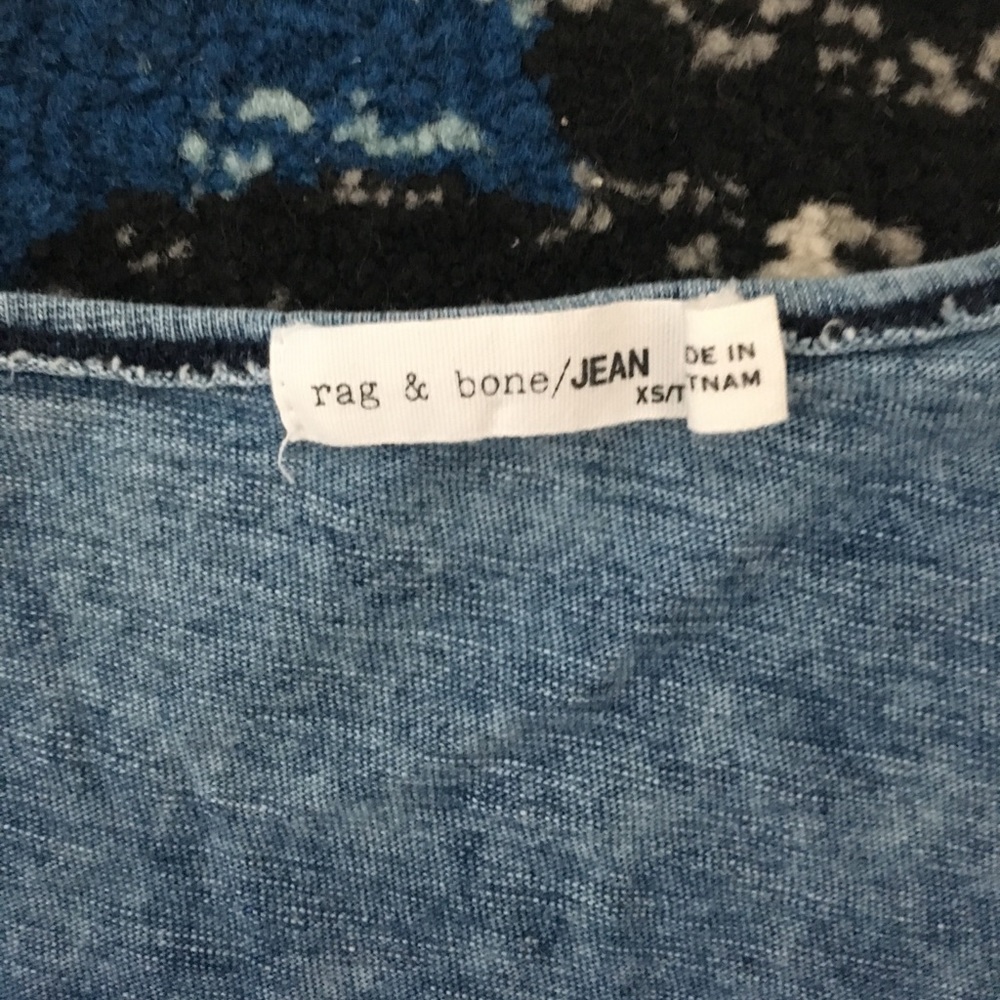 rag & bone/JEAN
XS/T
DE IN
TNAM